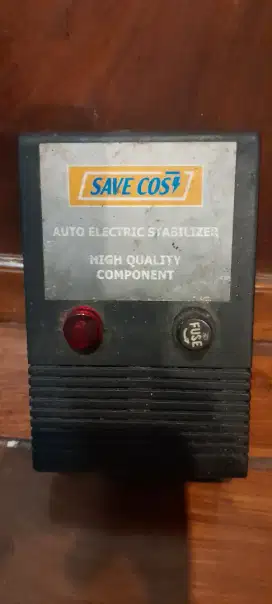 SAVE COST
AUTO ELECTRIC STABILIZER
HIGH QUALITY
COMPONENT
FUSE